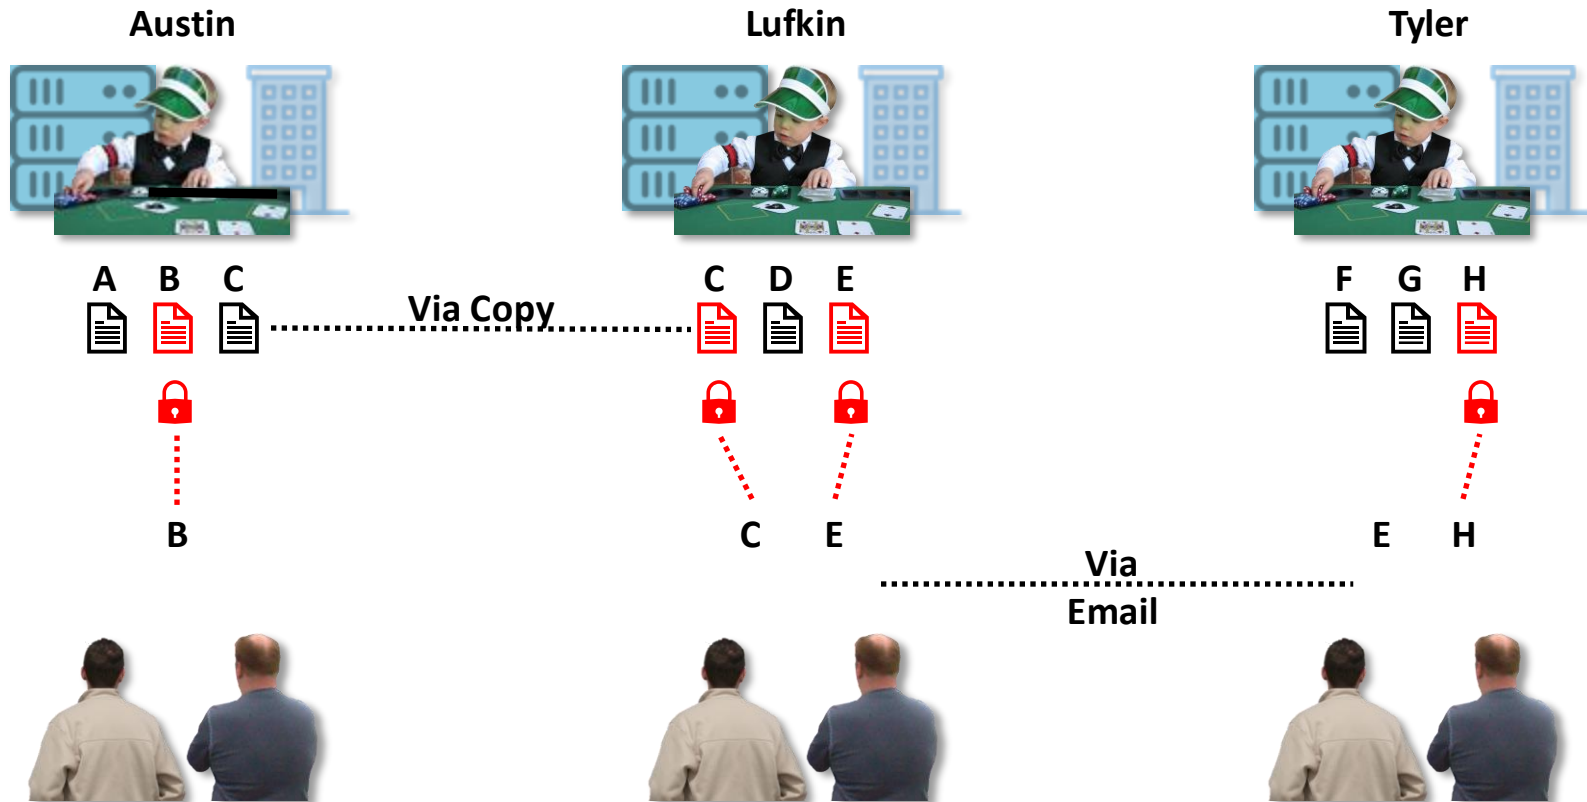 Austin
Lufkin
Tyler
A B C
Via Copy
C D E
F G H
B
C E
E H
Via
Email